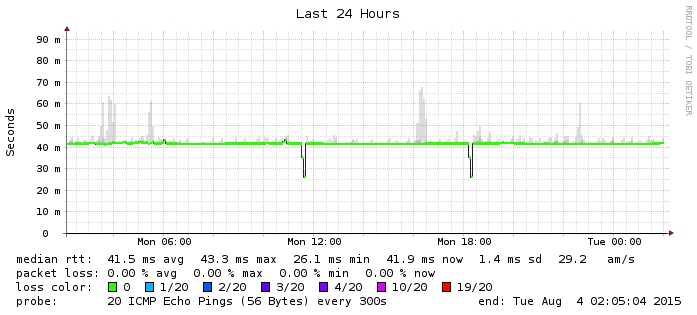 Last 24 Hours
RRDTOOL / TOBI OETIKER
Seconds
90 m
80 m
70 m
60 m
50 m
40 m
30 m
20 m
10 m
0
Mon 06:00 Mon 12:00 Mon 18:00 Tue 00:00
median rtt: 41.5 ms avg 43.3 ms max 26.1 ms min 41.9 ms now 1.4 ms sd 29.2 am/s
packet loss: 0.00 % avg 0.00 % max 0.00 % min 0.00 % now
loss color: 0 1/20 2/20 3/20 4/20 10/20 19/20
probe: 20 ICMP Echo Pings (56 Bytes) every 300s end: Tue Aug 4 02:05:04 2015